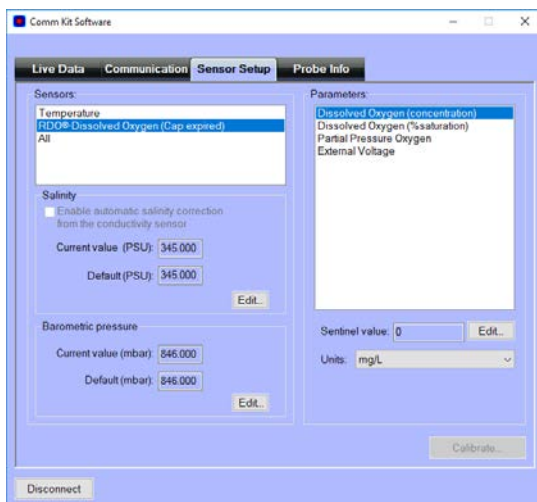 Comm Kit Software
Live Data Communication Sensor Setup Probe Info
Sensors:
Temperature
RDO® Dissolved Oxygen (Cap expired)
All
Salinity
Enable automatic salinity correction
from the conductivity sensor
Current value (PSU): 345.000
Default (PSU): 345.000
Edit...
Barometric pressure
Current value (mbar): 846.000
Default (mbar): 846.000
Edit...
Parameters:
Dissolved Oxygen (concentration)
Dissolved Oxygen (%saturation)
Partial Pressure Oxygen
External Voltage
Sentinel value: 0 Edit...
Units: mg/L
Calibrate...
Disconnect